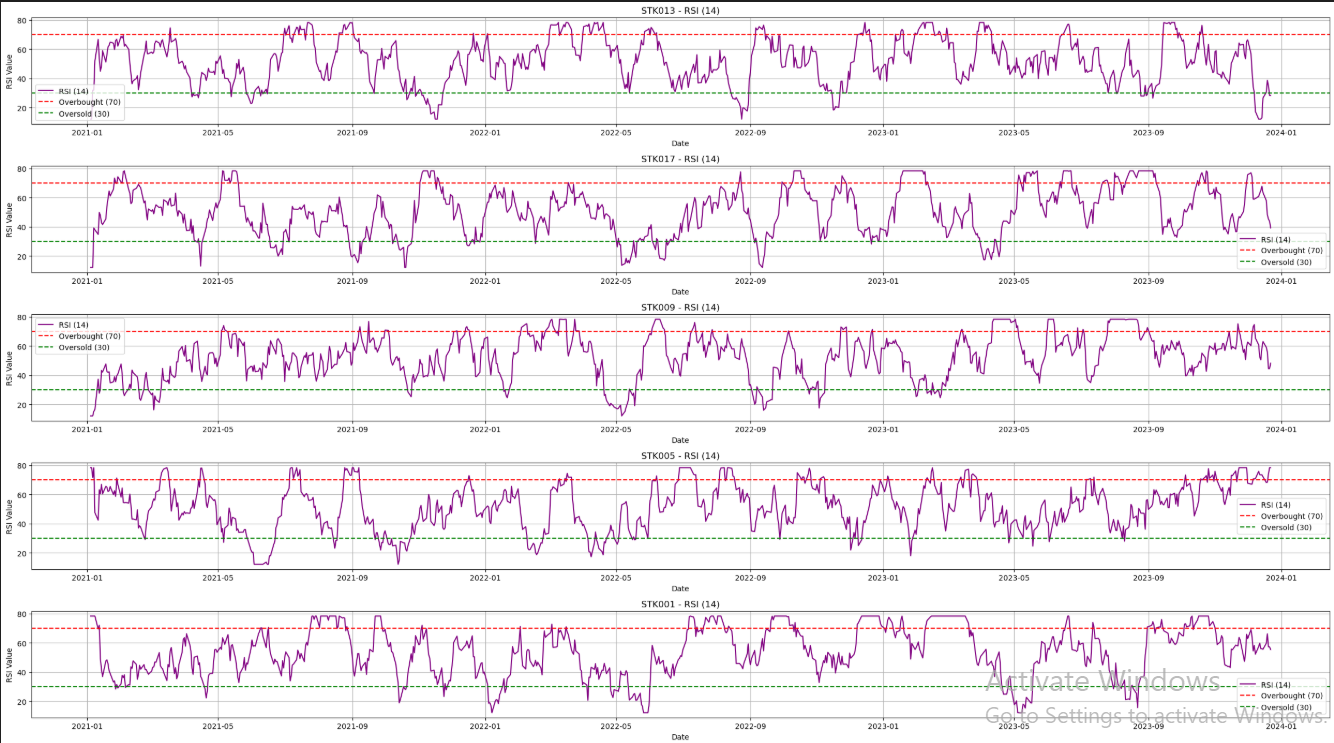 STK013 - RSI (14)
80
60
40
20
RSI Value
RSI (14)
Overbought (70)
Oversold (30)
2021-01 2021-05 2021-09 2022-01 2022-05 2022-09 2023-01 2023-05 2023-09 2024-01
Date
STK017 - RSI (14)
80
60
40
20
RSI Value
RSI (14)
Overbought (70)
Oversold (30)
2021-01 2021-05 2021-09 2022-01 2022-05 2022-09 2023-01 2023-05 2023-09 2024-01
Date
STK009 - RSI (14)
80
60
40
20
RSI Value
RSI (14)
Overbought (70)
Oversold (30)
2021-01 2021-05 2021-09 2022-01 2022-05 2022-09 2023-01 2023-05 2023-09 2024-01
Date
STK005 - RSI (14)
80
60
40
20
RSI Value
RSI (14)
Overbought (70)
Oversold (30)
2021-01 2021-05 2021-09 2022-01 2022-05 2022-09 2023-01 2023-05 2023-09 2024-01
Date
STK001 - RSI (14)
80
60
40
20
RSI Value
RSI (14)
Overbought (70)
Oversold (30)
2021-01 2021-05 2021-09 2022-01 2022-05 2022-09 2023-01 2023-05 2023-09 2024-01
Date
Activate Windows
Go to Settings to activate Windows.